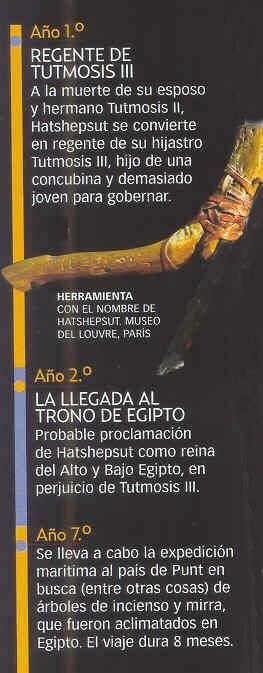 Año 1.º
REGENTE DE
TUTMOSIS III
A la muerte de su esposo
y hermano Tutmosis II,
Hatshepsut se convierte
en regente de su hijastro
Tutmosis III, hijo de una
concubina y demasiado
joven para gobernar.
HERRAMIENTA
CON EL NOMBRE DE
HATSHEPSUT. MUSEO
DEL LOUVRE, PARÍS
Año 2.º
LA LLEGADA AL
TRONO DE EGIPTO
Probable proclamación
de Hatshepsut como reina
del Alto y Bajo Egipto, en
perjuicio de Tutmosis III.
Año 7.º
Se lleva a cabo la expedición
maritima al país de Punt en
busca (entre otras cosas) de
árboles de incienso y mirra,
que fueron aclimatados en
Egipto. El viaje dura 8 meses.